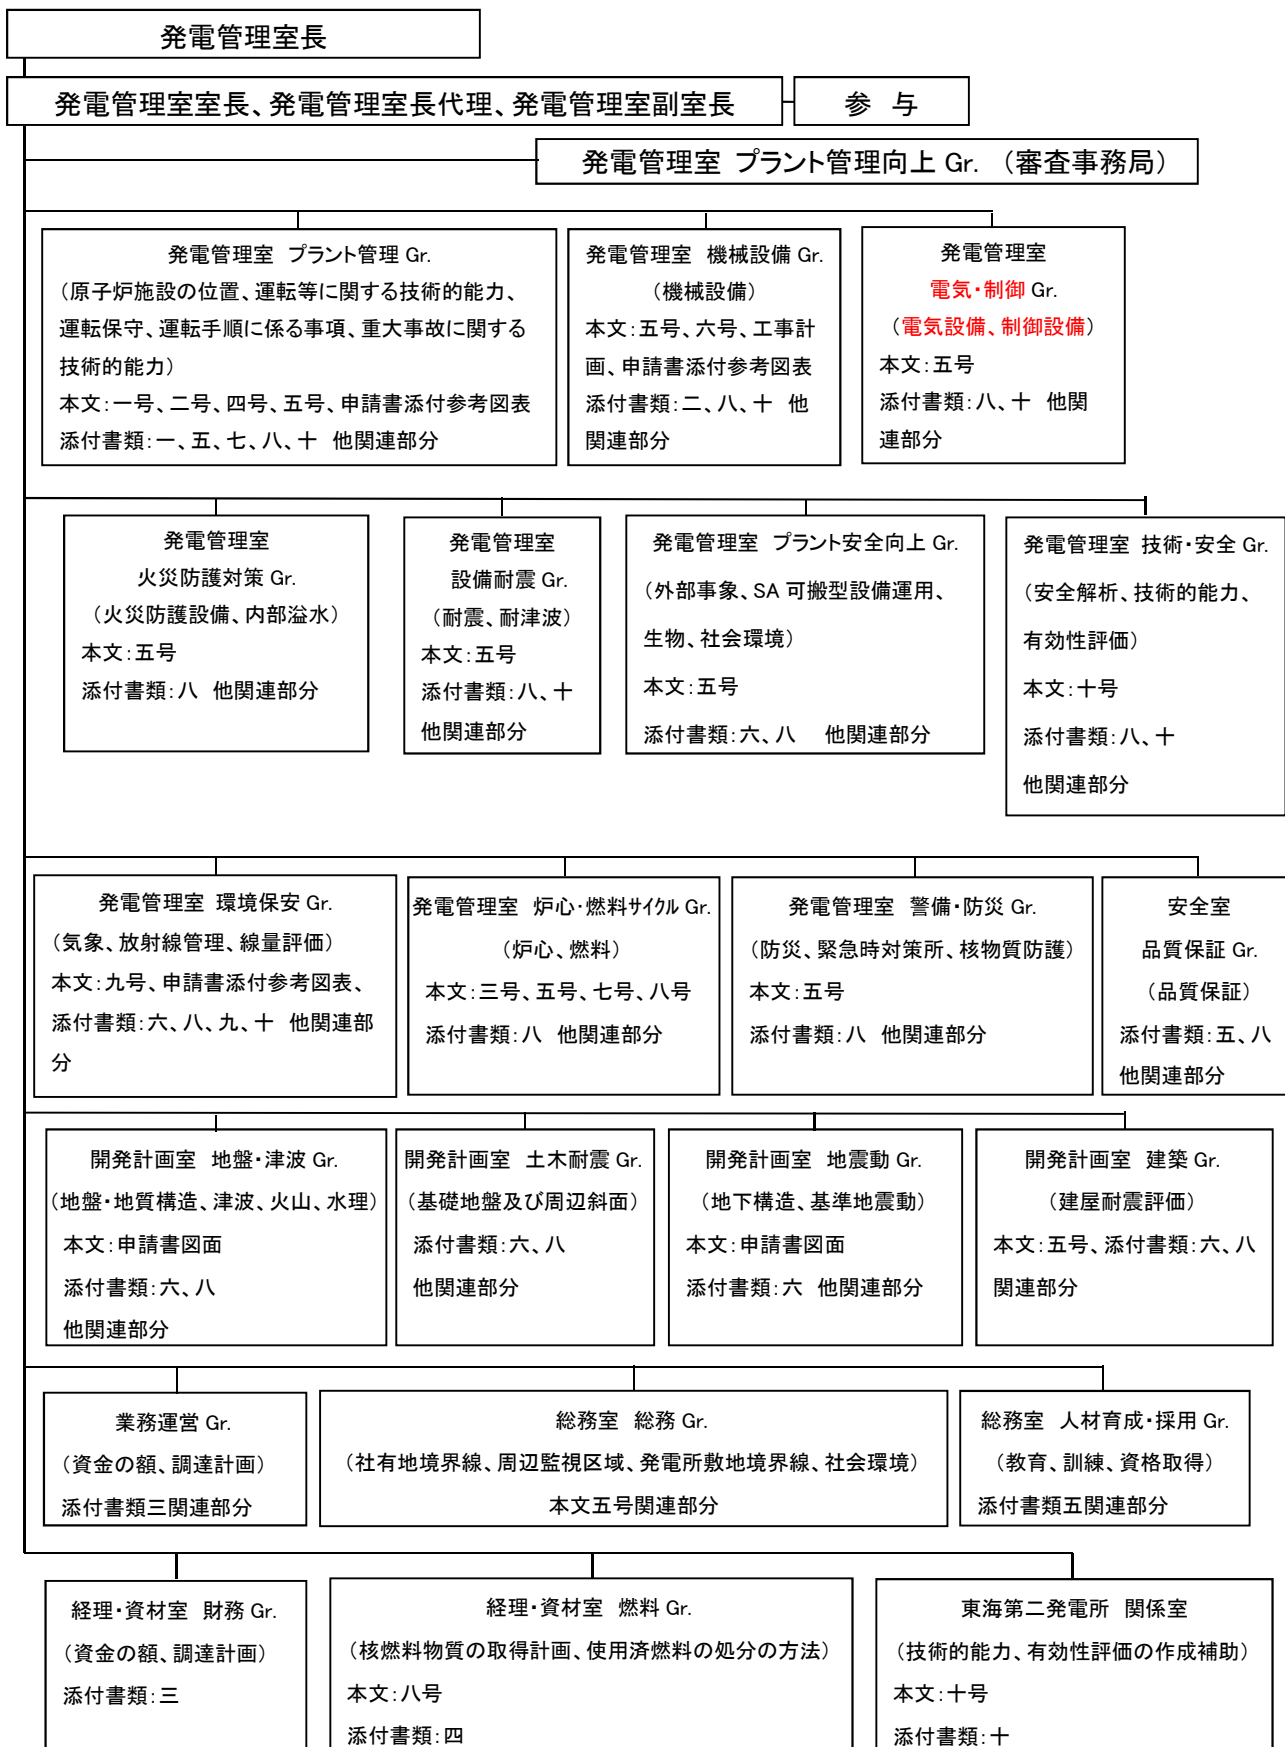 発電管理室長
発電管理室室長、発電管理室長代理、発電管理室副室長
参　与
発電管理室 プラント管理向上 Gr. （審査事務局）
発電管理室　プラント管理 Gr.
（原子炉施設の位置、運転等に関する技術的能力、
運転保守、運転手順に係る事項、重大事故に関する
技術的能力）
本文：一号、二号、四号、五号、申請書添付参考図表
添付書類：一、五、七、八、十　他関連部分
発電管理室　機械設備 Gr.
（機械設備）
本文：五号、六号、工事計
画、申請書添付参考図表
添付書類：二、八、十　他
関連部分
発電管理室
電気・制御 Gr.
（電気設備、制御設備）
本文：五号
添付書類：八、十　他関
連部分
発電管理室
火災防護対策 Gr.
（火災防護設備、内部溢水）
本文：五号
添付書類：八　他関連部分
発電管理室
設備耐震 Gr.
（耐震、耐津波）
本文：五号
添付書類：八、十
他関連部分
発電管理室　プラント安全向上 Gr.
（外部事象、SA 可搬型設備運用、
生物、社会環境）
本文：五号
添付書類：六、八　他関連部分
発電管理室 技術・安全 Gr.
（安全解析、技術的能力、
有効性評価）
本文：十号
添付書類：八、十
他関連部分
発電管理室 環境保安 Gr.
（気象、放射線管理、線量評価）
本文：九号、申請書添付参考図表、
添付書類：六、八、九、十　他関連部
分
発電管理室　炉心・燃料ｻｲｸﾙ Gr.
（炉心、燃料）
本文：三号、五号、七号、八号
添付書類：八　他関連部分
発電管理室　警備・防災 Gr.
（防災、緊急時対策所、核物質防護）
本文：五号
添付書類：八　他関連部分
安全室
品質保証 Gr.
（品質保証）
添付書類：五、八
他関連部分
開発計画室　地盤・津波 Gr.
（地盤・地質構造、津波、火山、水理）
本文：申請書図面
添付書類：六、八
他関連部分
開発計画室　土木耐震 Gr.
（基礎地盤及び周辺斜面）
添付書類：六、八
他関連部分
開発計画室　地震動 Gr.
（地下構造、基準地震動）
本文：申請書図面
添付書類：六　他関連部分
開発計画室　建築 Gr.
（建屋耐震評価）
本文：五号、添付書類：六、八
関連部分
業務運営 Gr.
（資金の額、調達計画）
添付書類三関連部分
総務室　総務 Gr.
（社有地境界線、周辺監視区域、発電所敷地境界線、社会環境）
本文五号関連部分
総務室　人材育成・採用 Gr.
（教育、訓練、資格取得）
添付書類五関連部分
経理・資材室　財務 Gr.
（資金の額、調達計画）
添付書類：三
経理・資材室　燃料 Gr.
（核燃料物質の取得計画、使用済燃料の処分の方法）
本文：八号
添付書類：四
東海第二発電所　関係室
（技術的能力、有効性評価の作成補助）
本文：十号
添付書類：十